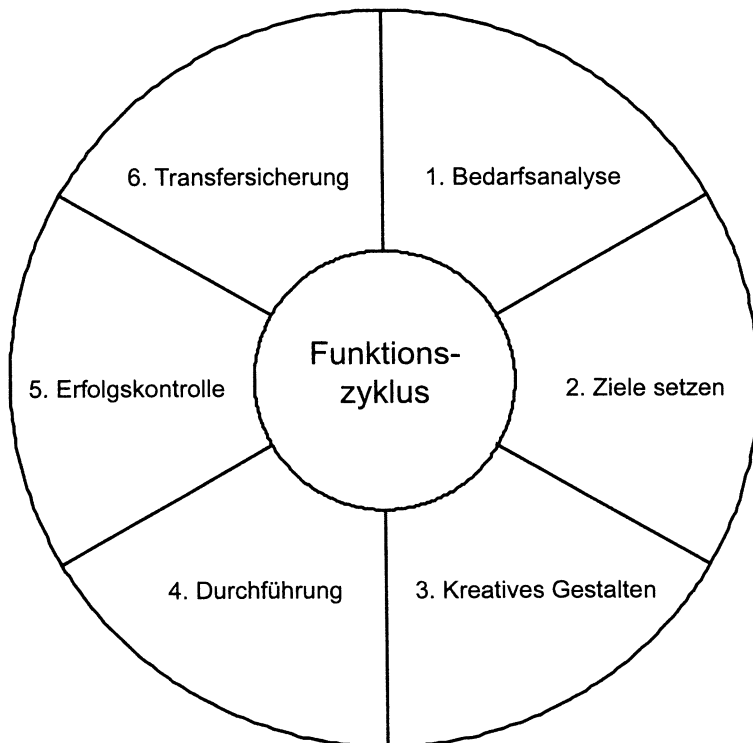 6. Transfersicherung
1. Bedarfsanalyse
Funktions-
zyklus
5. Erfolgskontrolle
2. Ziele setzen
4. Durchführung
3. Kreatives Gestalten